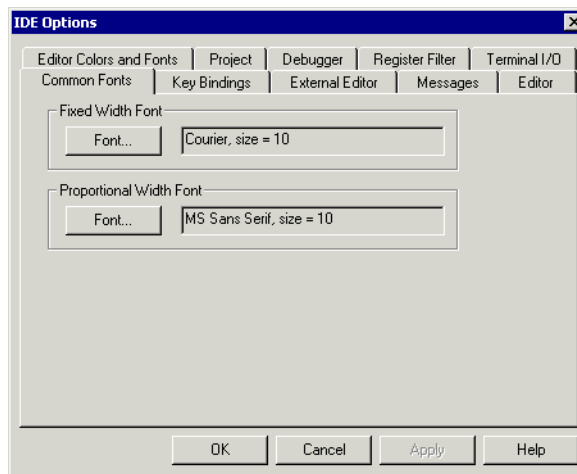 IDE Options
Editor Colors and Fonts Project Debugger Register Filter Terminal I/O
Common Fonts Key Bindings External Editor Messages Editor
Fixed Width Font
Font... Courier, size = 10
Proportional Width Font
Font... MS Sans Serif, size = 10
OK Cancel Apply Help